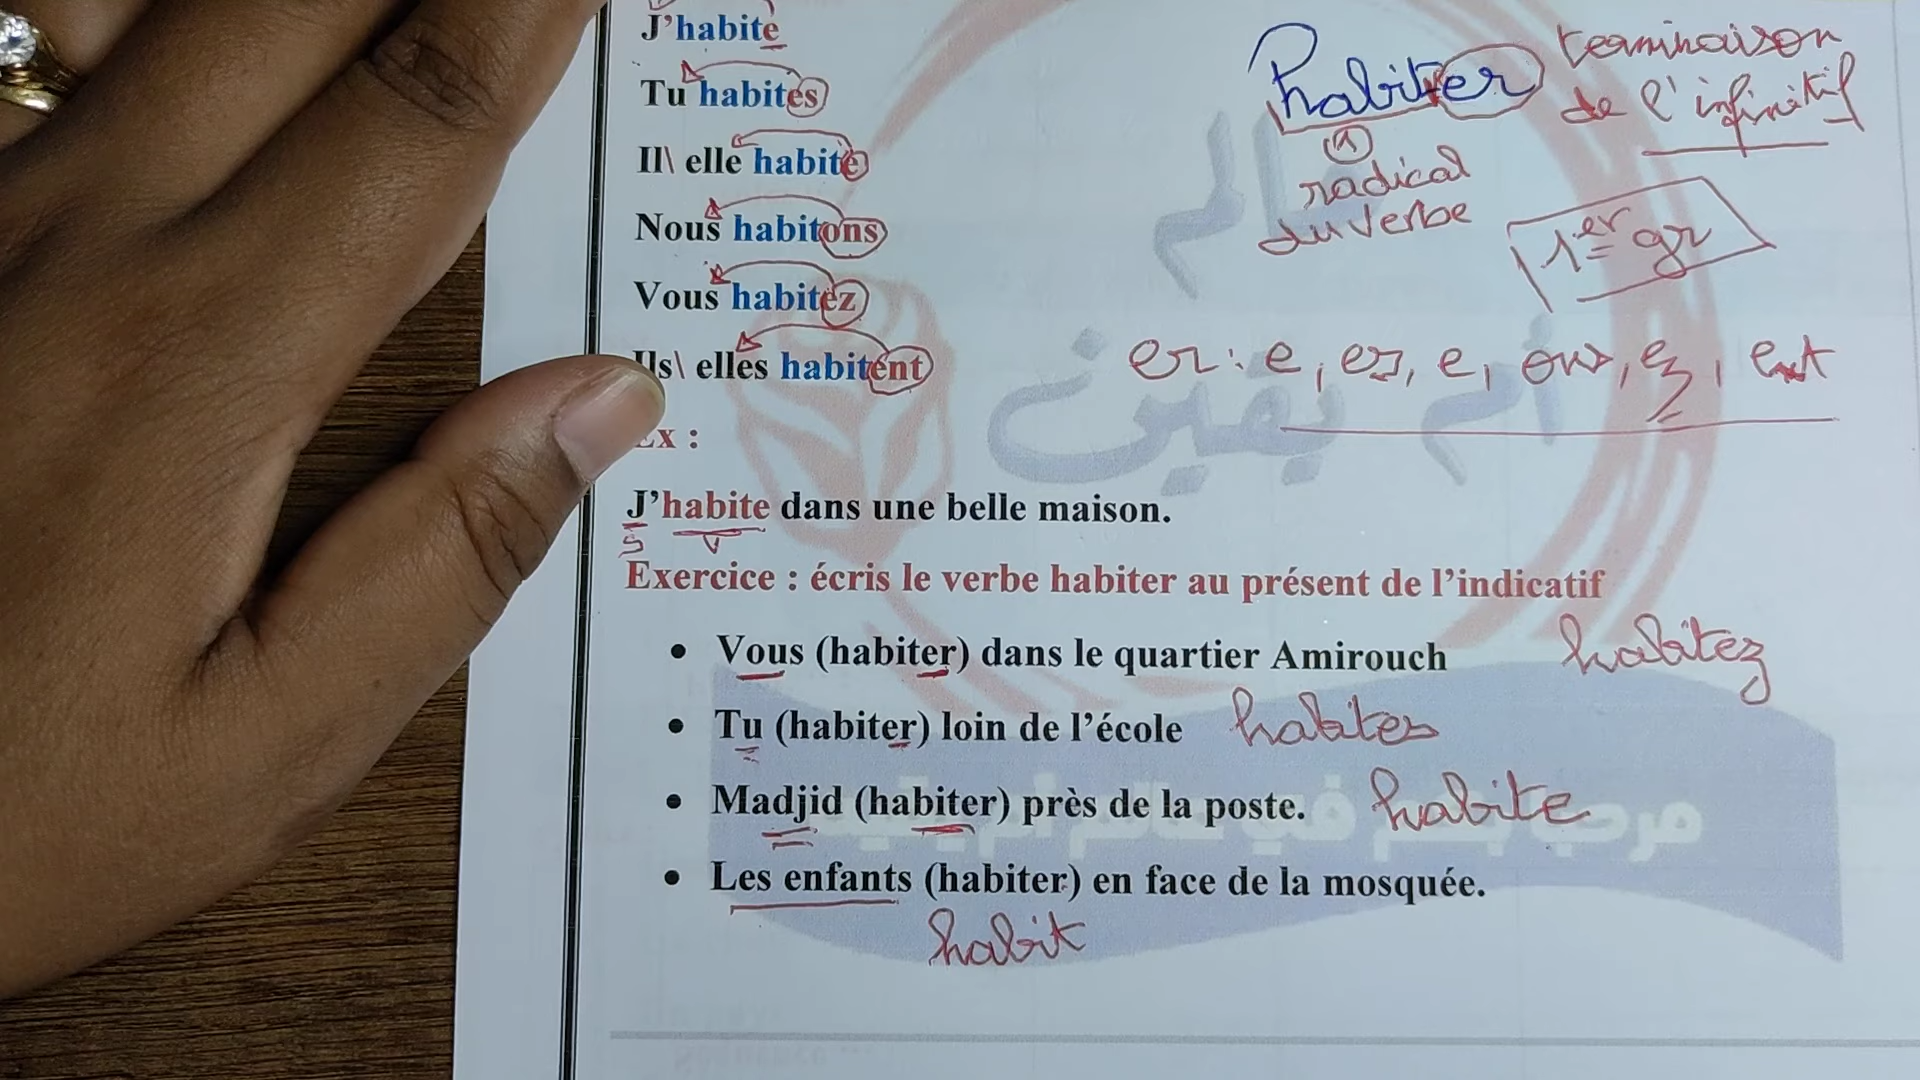 J'habite
Tu habites
Il\ elle habite
Nous habitons
Vous habitez
Ils\ elles habitent
Ex :
J'habite dans une belle maison.
S V
Exercice : écris le verbe habiter au présent de l'indicatif
• Vous (habiter) dans le quartier Amirouch habitez
• Tu (habiter) loin de l'école habites
• Madjid (habiter) près de la poste. habite
• Les enfants (habiter) en face de la mosquée.
habit
habiter
terminaison
de l'infinitif
radical
du verbe
1er gr
er : e, es, e, ons, ez, ent
عالم
أم يقين